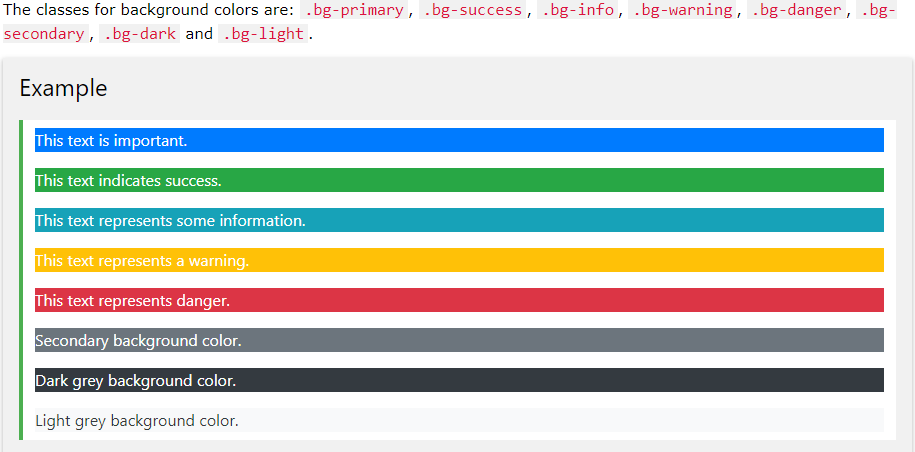 The classes for background colors are: .bg-primary, .bg-success, .bg-info, .bg-warning, .bg-danger, .bg-
secondary, .bg-dark and .bg-light.
Example
This text is important.
This text indicates success.
This text represents some information.
This text represents a warning.
This text represents danger.
Secondary background color.
Dark grey background color.
Light grey background color.